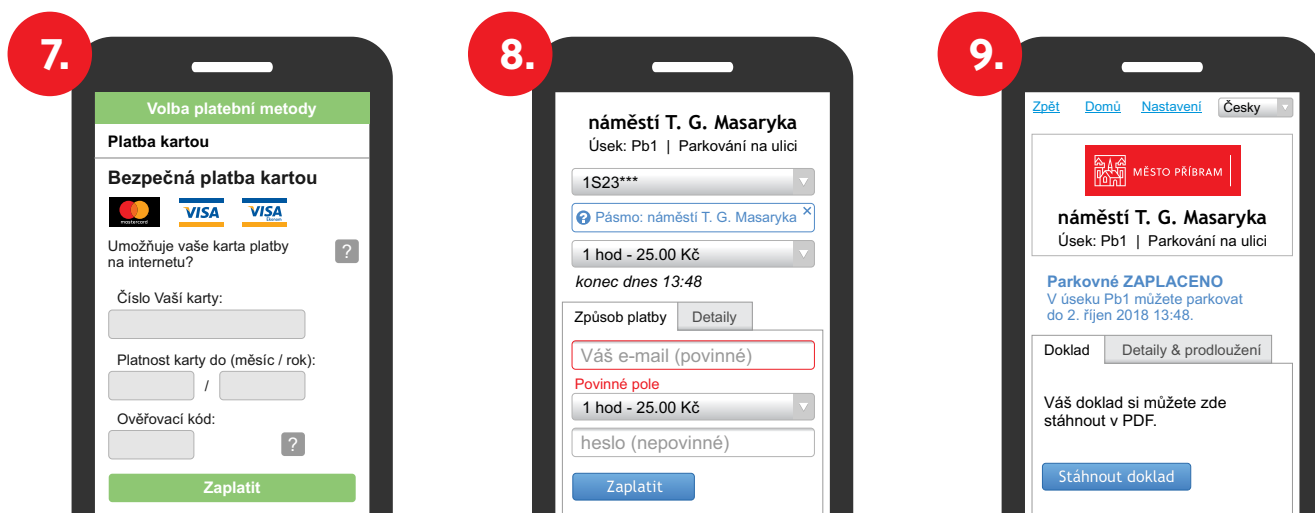 7.
Volba platební metody
Platba kartou
Bezpečná platba kartou
mastercard VISA VISA Electron
Umožňuje vaše karta platby
na internetu?
?
Číslo Vaší karty:
Platnost karty do (měsíc / rok):
/
Ověřovací kód:
?
Zaplatit
8.
náměstí T. G. Masaryka
Úsek: Pb1 | Parkování na ulici
1S23***
? Pásmo: náměstí T. G. Masaryka ×
1 hod - 25.00 Kč
konec dnes 13:48
Způsob platby Detaily
Váš e-mail (povinné)
Povinné pole
1 hod - 25.00 Kč
heslo (nepovinné)
Zaplatit
9.
Zpět Domů Nastavení Česky
MĚSTO PŘÍBRAM
náměstí T. G. Masaryka
Úsek: Pb1 | Parkování na ulici
Parkovné ZAPLACENO
V úseku Pb1 můžete parkovat
do 2. říjen 2018 13:48.
Doklad Detaily & prodloužení
Váš doklad si můžete zde
stáhnout v PDF.
Stáhnout doklad